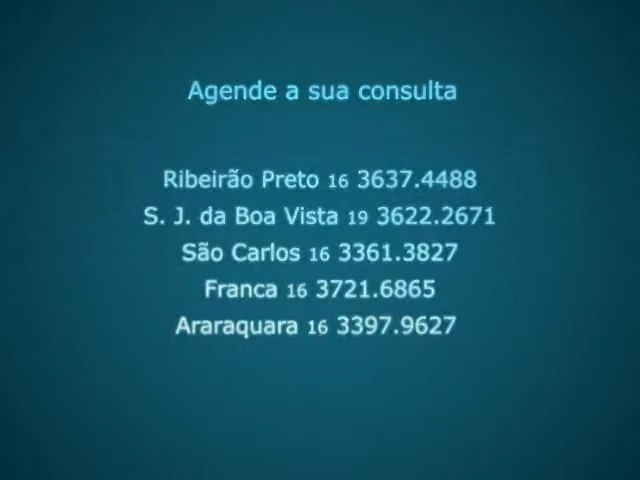 Agende a sua consulta
Ribeirão Preto 16 3637.4488
S. J. da Boa Vista 19 3622.2671
São Carlos 16 3361.3827
Franca 16 3721.6865
Araraquara 16 3397.9627